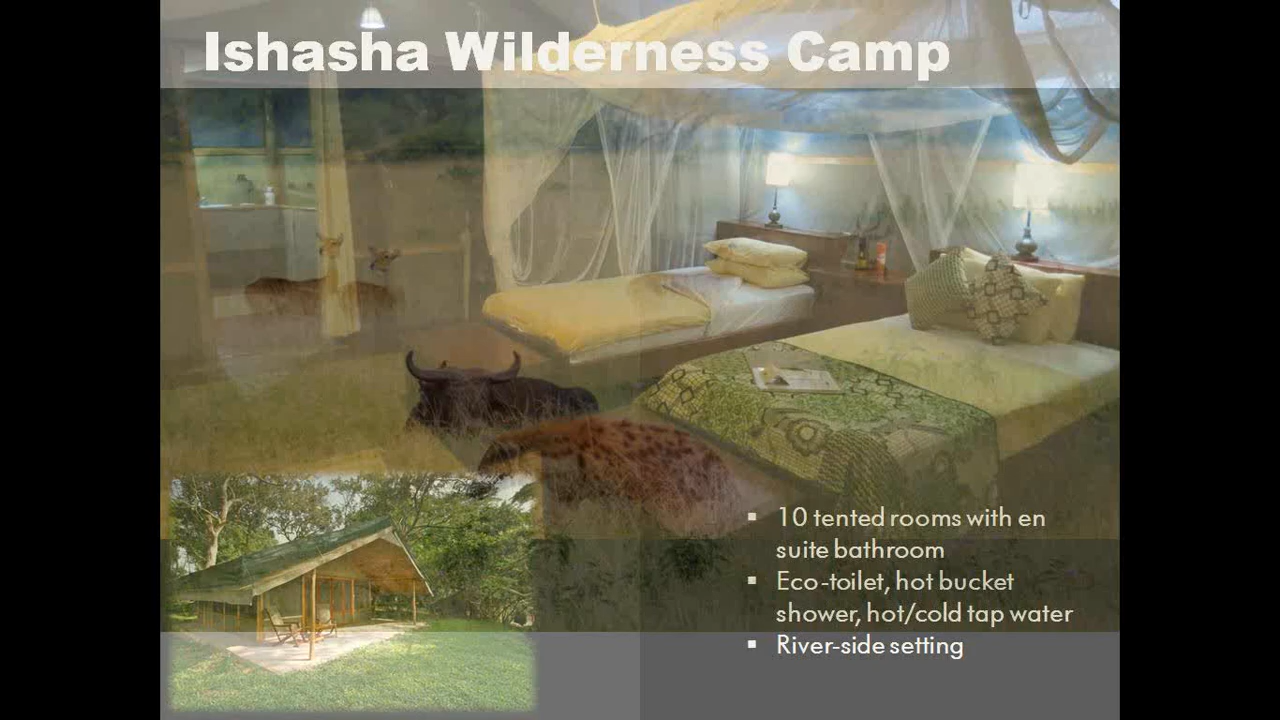 Ishasha Wilderness Camp
▪ 10 tented rooms with en
suite bathroom
▪ Eco-toilet, hot bucket
shower, hot/cold tap water
▪ River-side setting